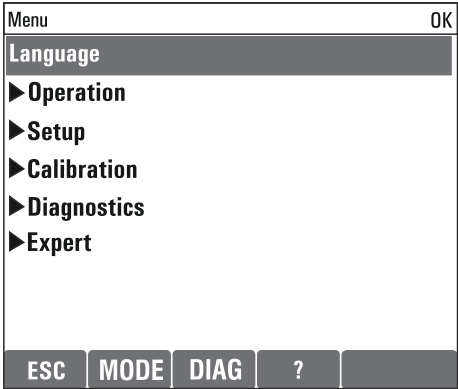 Menu OK
Language
▶Operation
▶Setup
▶Calibration
▶Diagnostics
▶Expert
ESC MODE DIAG ?